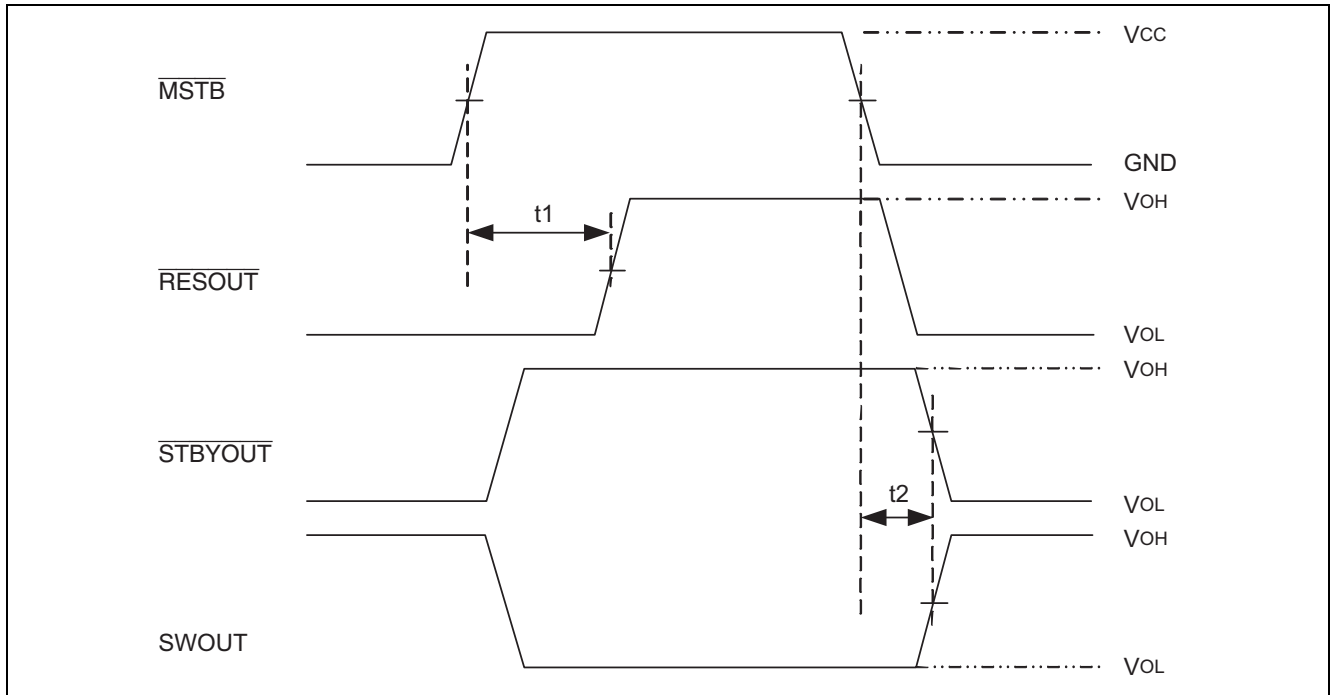 MSTB
VCC
GND
t1
RESOUT
VOH
VOL
STBYOUT
VOH
t2
VOL
SWOUT
VOH
VOL